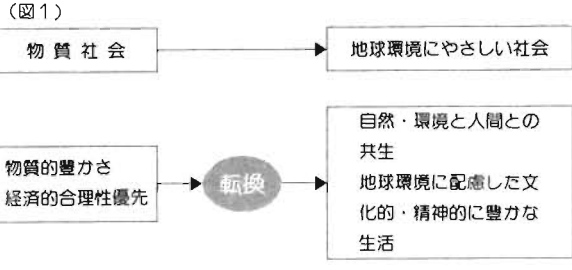 （図1）
物質社会
地球環境にやさしい社会
物質的豊かさ
経済的合理性優先
転換
自然・環境と人間との
共生
地球環境に配慮した文
化的・精神的に豊かな
生活